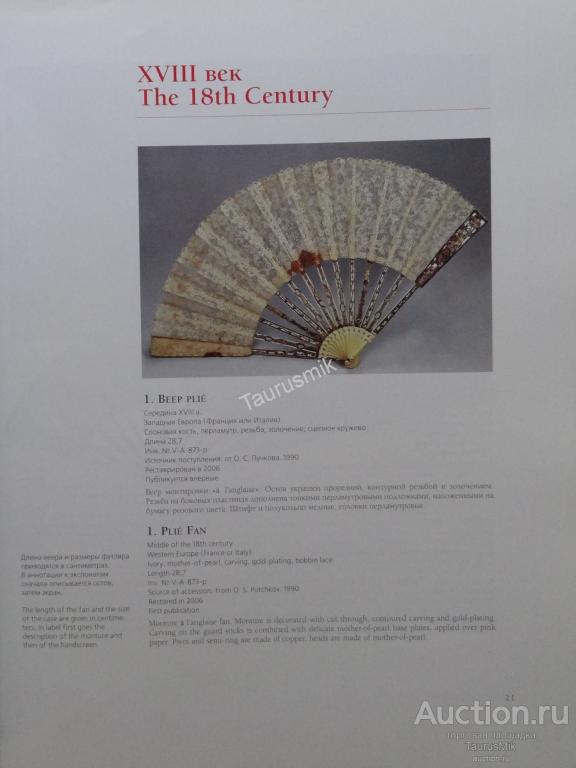 XVIII век
The 18th Century
Taurusmik
1. Веер plié
Середина XVIII в.
Западная Европа (Франция или Италия)
Слоновая кость, перламутр, резьба, золочение, сцепное кружево
Длина 28,7
Инв. № V-A-873-р
Источник поступления: от О. С. Пучкова. 1990
Реставрирован в 2006
Публикуется впервые
Веер монтировки «à l'anglaise». Остов украшен прорезной, контурной резьбой и золочением.
Резьба на боковых пластинах дополнена тонкими перламутровыми подложками, наложенными на
бумагу розового цвета. Штифт и полукольцо медные, головки перламутровые.
1. Plié Fan
Middle of the 18th century
Western Europe (France or Italy)
Ivory, mother-of-pearl, carving, gold-plating, bobbin lace
Length 28,7
Inv. № V-A-873-р
Source of accession: from O. S. Putchkov. 1990
Restored in 2006
First publication
Monture à l'anglaise fan. Monture is decorated with cut through, contoured carving and gold-plating.
Carving on the guard sticks is combined with delicate mother-of-pearl base plates, applied over pink
paper. Pivot and semi-ring are made of copper, heads are made of mother-of-pearl.
Длина веера и размеры футляра
приводятся в сантиметрах.
В аннотации к экспонатам
сначала описывается остов,
затем экран.
The length of the fan and the size
of the case are given in centime-
ters. In label first goes the
description of the monture and
then of the handscreen.
21
Auction.ru
торговая площадка
TaurusMik
auction.ru